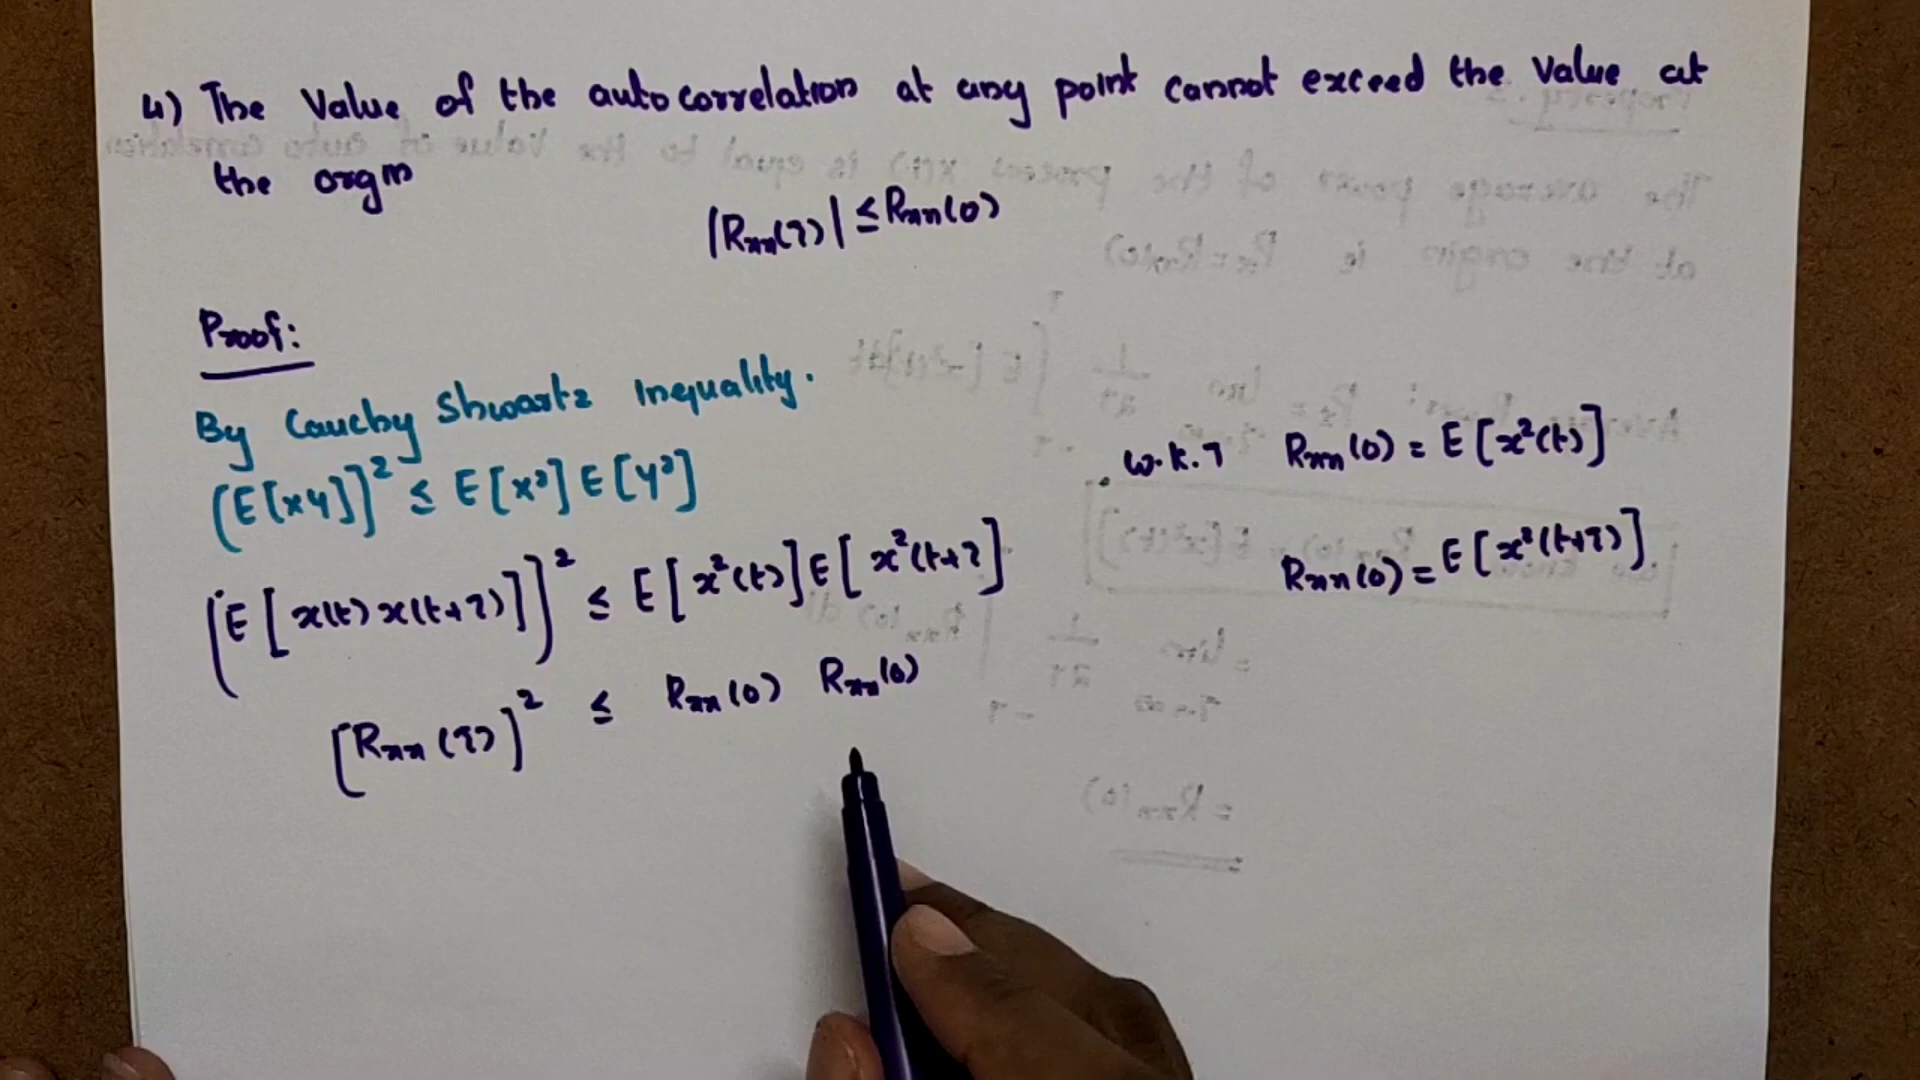 4) The Value of the autocorrelation at any point cannot exceed the value at
the orgin
|Rxx(τ)| ≤ Rxx(0)
Proof:
By Cauchy Shwartz Inequality.
(E[xy])² ≤ E[x²] E[y²]
(E[x(t) x(t+τ)])² ≤ E[x²(t)] E[x²(t+τ)]
[Rxx(τ)]² ≤ Rxx(0) Rxx(0)
w.k.T Rxx(0) = E[x²(t)]
Rxx(0) = E[x²(t+τ)]